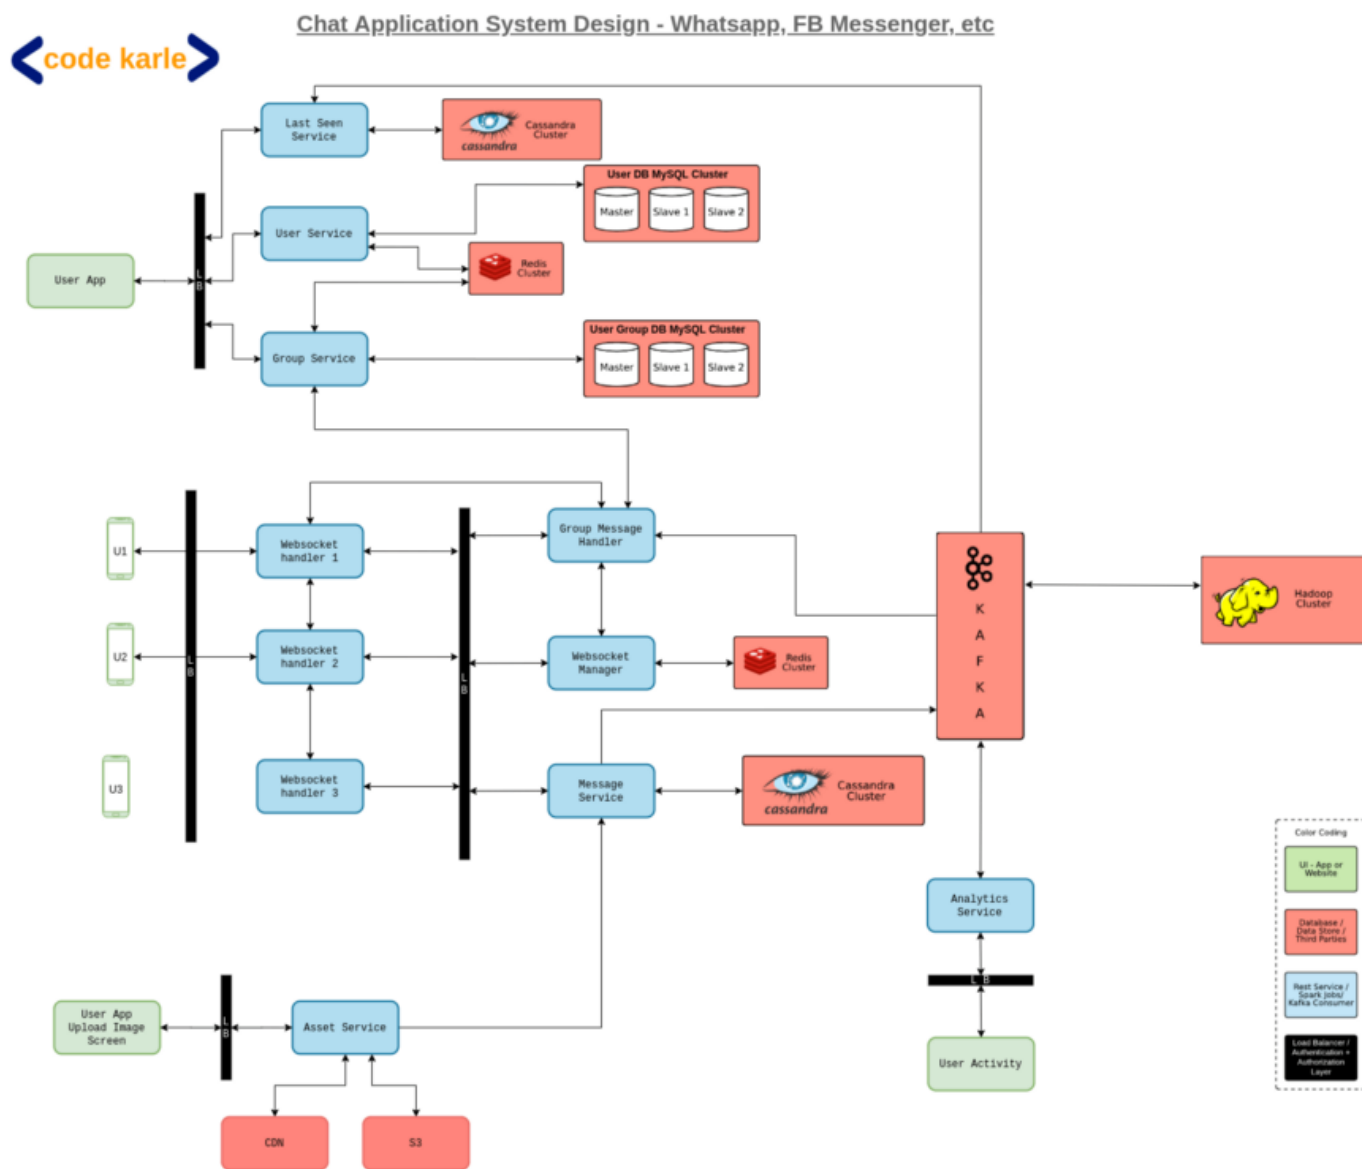 Chat Application System Design - Whatsapp, FB Messenger, etc
<code karle>
Last Seen
Service
cassandra
Cassandra
Cluster
User DB MySQL Cluster
Master
Slave 1
Slave 2
User Service
Redis
Cluster
User App
L
B
Group Service
User Group DB MySQL Cluster
Master
Slave 1
Slave 2
U1
Websocket
handler 1
Group Message
Handler
K
A
F
K
A
Hadoop
Cluster
U2
L
B
Websocket
handler 2
L
B
Websocket
Manager
Redis
Cluster
U3
Websocket
handler 3
Message
Service
cassandra
Cassandra
Cluster
Analytics
Service
L B
User Activity
User App
Upload Image
Screen
L
B
Asset Service
CDN
S3
Color Coding
UI - App or
Website
Database /
Data Store /
Third Parties
Rest Service /
Spark Jobs/
Kafka Consumer
Load Balancer /
Authentication +
Authorization
Layer